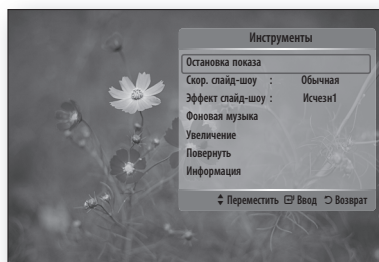 Инструменты
Остановка показа
Скор. слайд-шоу : Обычная
Эффект слайд-шоу : Исчезн1
Фоновая музыка
Увеличение
Повернуть
Информация
Переместить Ввод Возврат